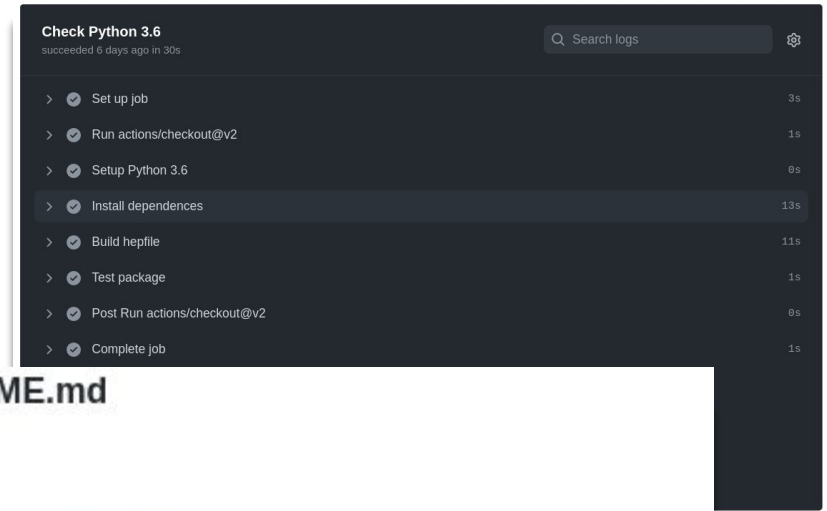 Check Python 3.6
succeeded 6 days ago in 30s
Search logs
Set up job 3s
Run actions/checkout@v2 1s
Setup Python 3.6 0s
Install dependences 13s
Build hepfile 11s
Test package 1s
Post Run actions/checkout@v2 0s
Complete job 1s
ME.md